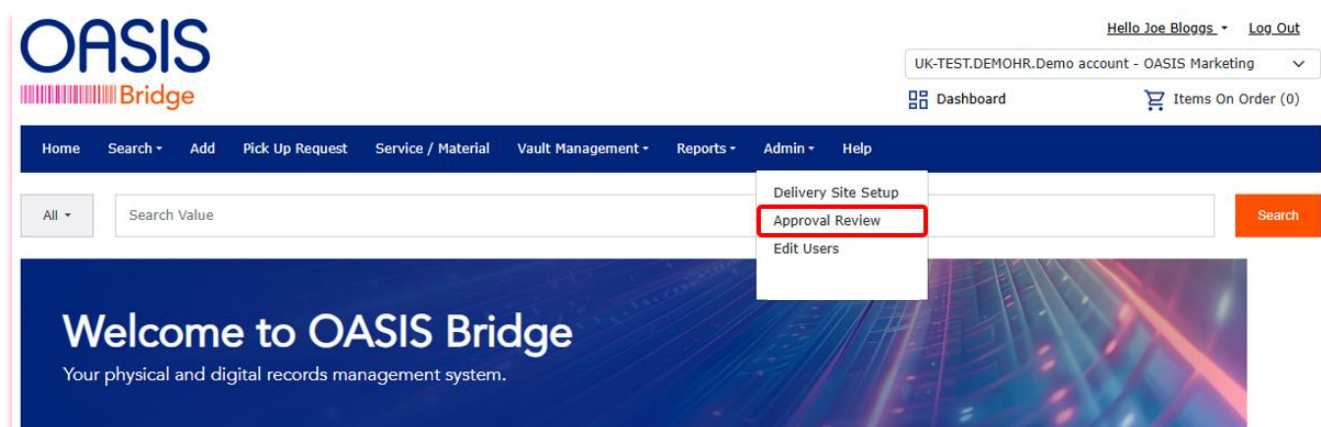 OASIS
Bridge
Hello Joe Bloggs Log Out
UK-TEST.DEMOHR.Demo account - OASIS Marketing
Dashboard Items On Order (0)
Home Search Add Pick Up Request Service / Material Vault Management Reports Admin Help
Delivery Site Setup
Approval Review
Edit Users
All Search Value Search
Welcome to OASIS Bridge
Your physical and digital records management system.